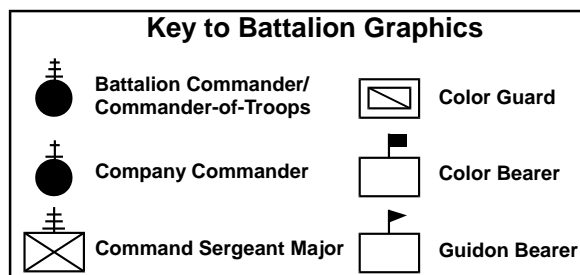 Key to Battalion Graphics
Battalion Commander/
Commander-of-Troops
Color Guard
Company Commander
Color Bearer
Command Sergeant Major
Guidon Bearer